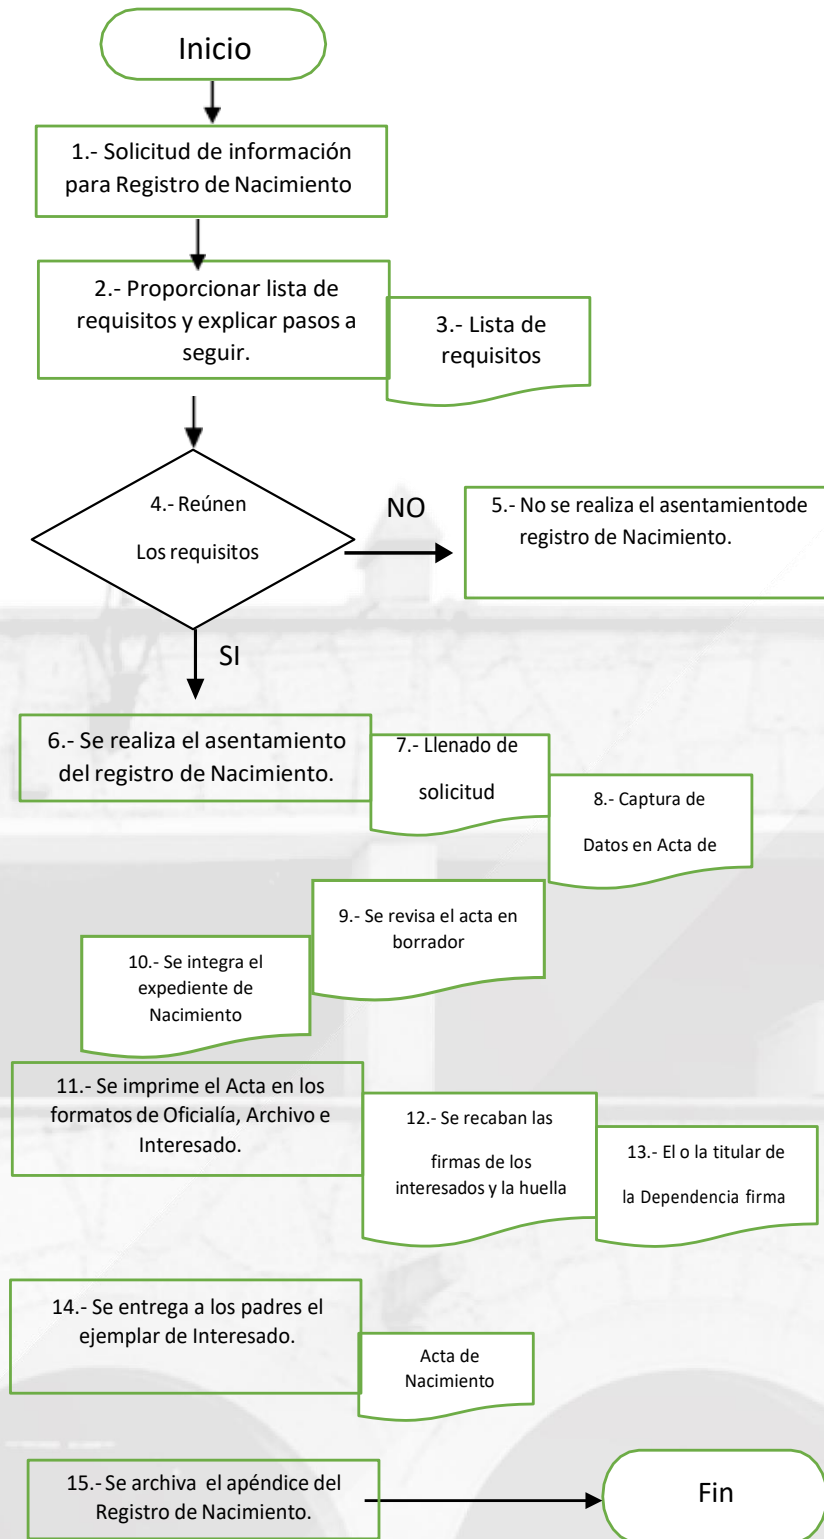 Inicio
1.- Solicitud de información
para Registro de Nacimiento
2.- Proporcionar lista de
requisitos y explicar pasos a
seguir.
3.- Lista de
requisitos
4.- Reúnen
Los requisitos
NO
5.- No se realiza el asentamientode
registro de Nacimiento.
SI
6.- Se realiza el asentamiento
del registro de Nacimiento.
7.- Llenado de
solicitud
8.- Captura de
Datos en Acta de
9.- Se revisa el acta en
borrador
10.- Se integra el
expediente de
Nacimiento
11.- Se imprime el Acta en los
formatos de Oficialía, Archivo e
Interesado.
12.- Se recaban las
firmas de los
interesados y la huella
13.- El o la titular de
la Dependencia firma
14.- Se entrega a los padres el
ejemplar de Interesado.
Acta de
Nacimiento
15.- Se archiva el apéndice del
Registro de Nacimiento.
Fin